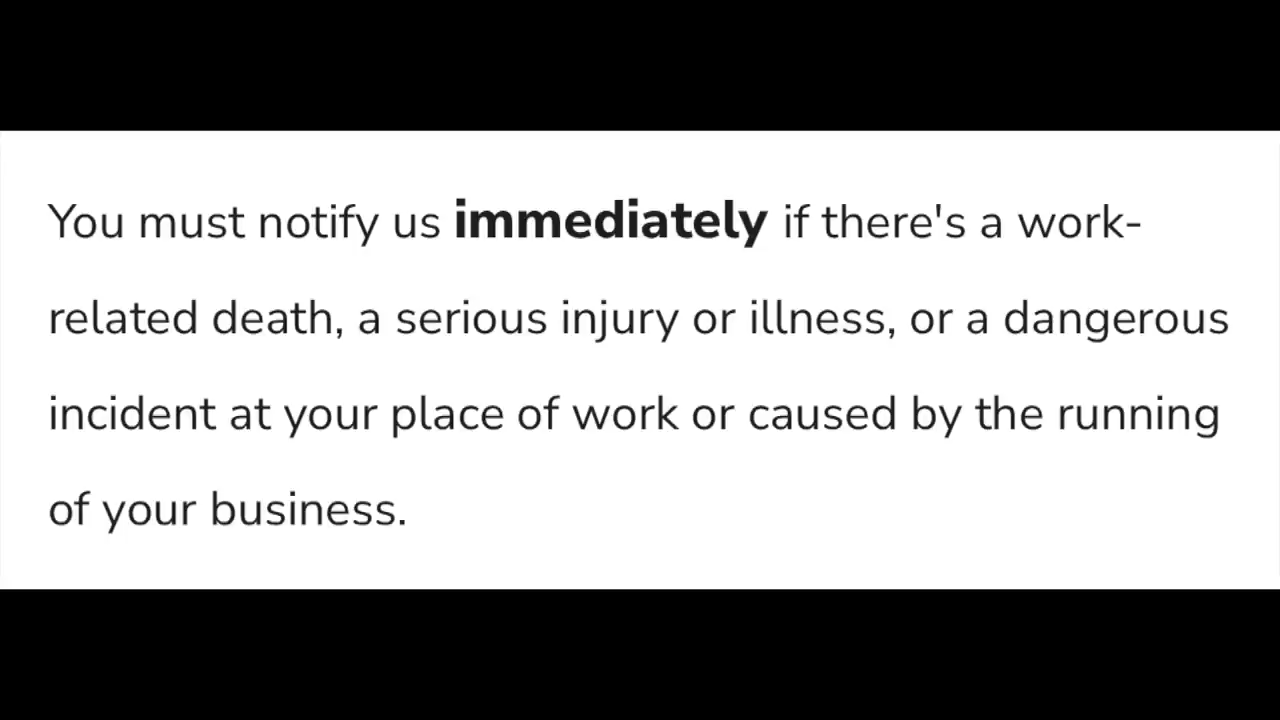 You must notify us immediately if there's a work-
related death, a serious injury or illness, or a dangerous
incident at your place of work or caused by the running
of your business.